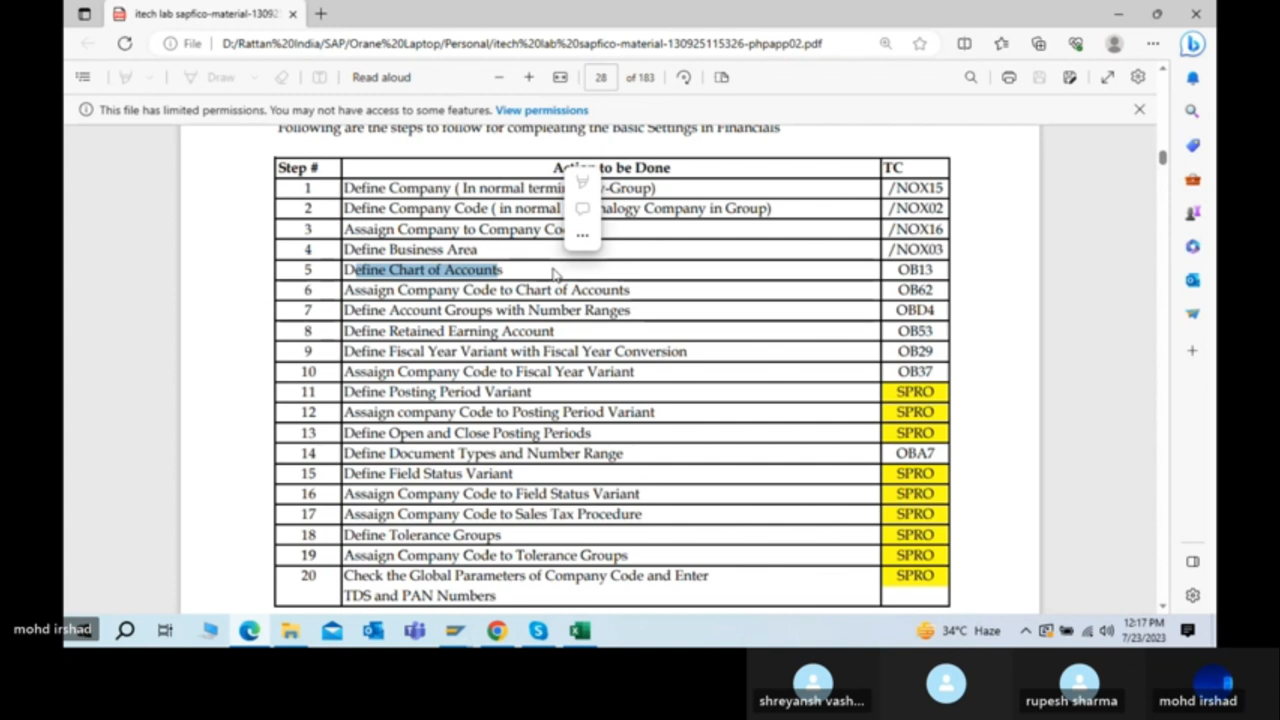 itech lab sapfico-material-13092
File D:/Rattan%20India/SAP/Orane%20Laptop/Personal/itech%20lab%20sapfico-material-130925115326-phpapp02.pdf
Draw Read aloud 28 of 183
This file has limited permissions. You may not have access to some features. View permissions
Following are the steps to follow for compleating the basic Settings in Financials
Step # to be Done TC
1 Define Company ( In normal -Group) /NOX15
2 Define Company Code ( in normal Company in Group) /NOX02
3 Assaign Company to Company /NOX16
4 Define Business Area /NOX03
5 Define Chart of Accounts OB13
6 Assaign Company Code to Chart of Accounts OB62
7 Define Account Groups with Number Ranges OBD4
8 Define Retained Earning Account OB53
9 Define Fiscal Year Variant with Fiscal Year Conversion OB29
10 Assaign Company Code to Fiscal Year Variant OB37
11 Define Posting Period Variant SPRO
12 Assaign company Code to Posting Period Variant SPRO
13 Define Open and Close Posting Periods SPRO
14 Define Document Types and Number Range OBA7
15 Define Field Status Variant SPRO
16 Assaign Company Code to Field Status Variant SPRO
17 Assaign Company Code to Sales Tax Procedure SPRO
18 Define Tolerance Groups SPRO
19 Assaign Company Code to Tolerance Groups SPRO
20 Check the Global Parameters of Company Code and Enter SPRO
TDS and PAN Numbers
mohd irshad
34°C Haze
12:17 PM
7/23/2023
shreyansh vash...
rupesh sharma
mohd irshad